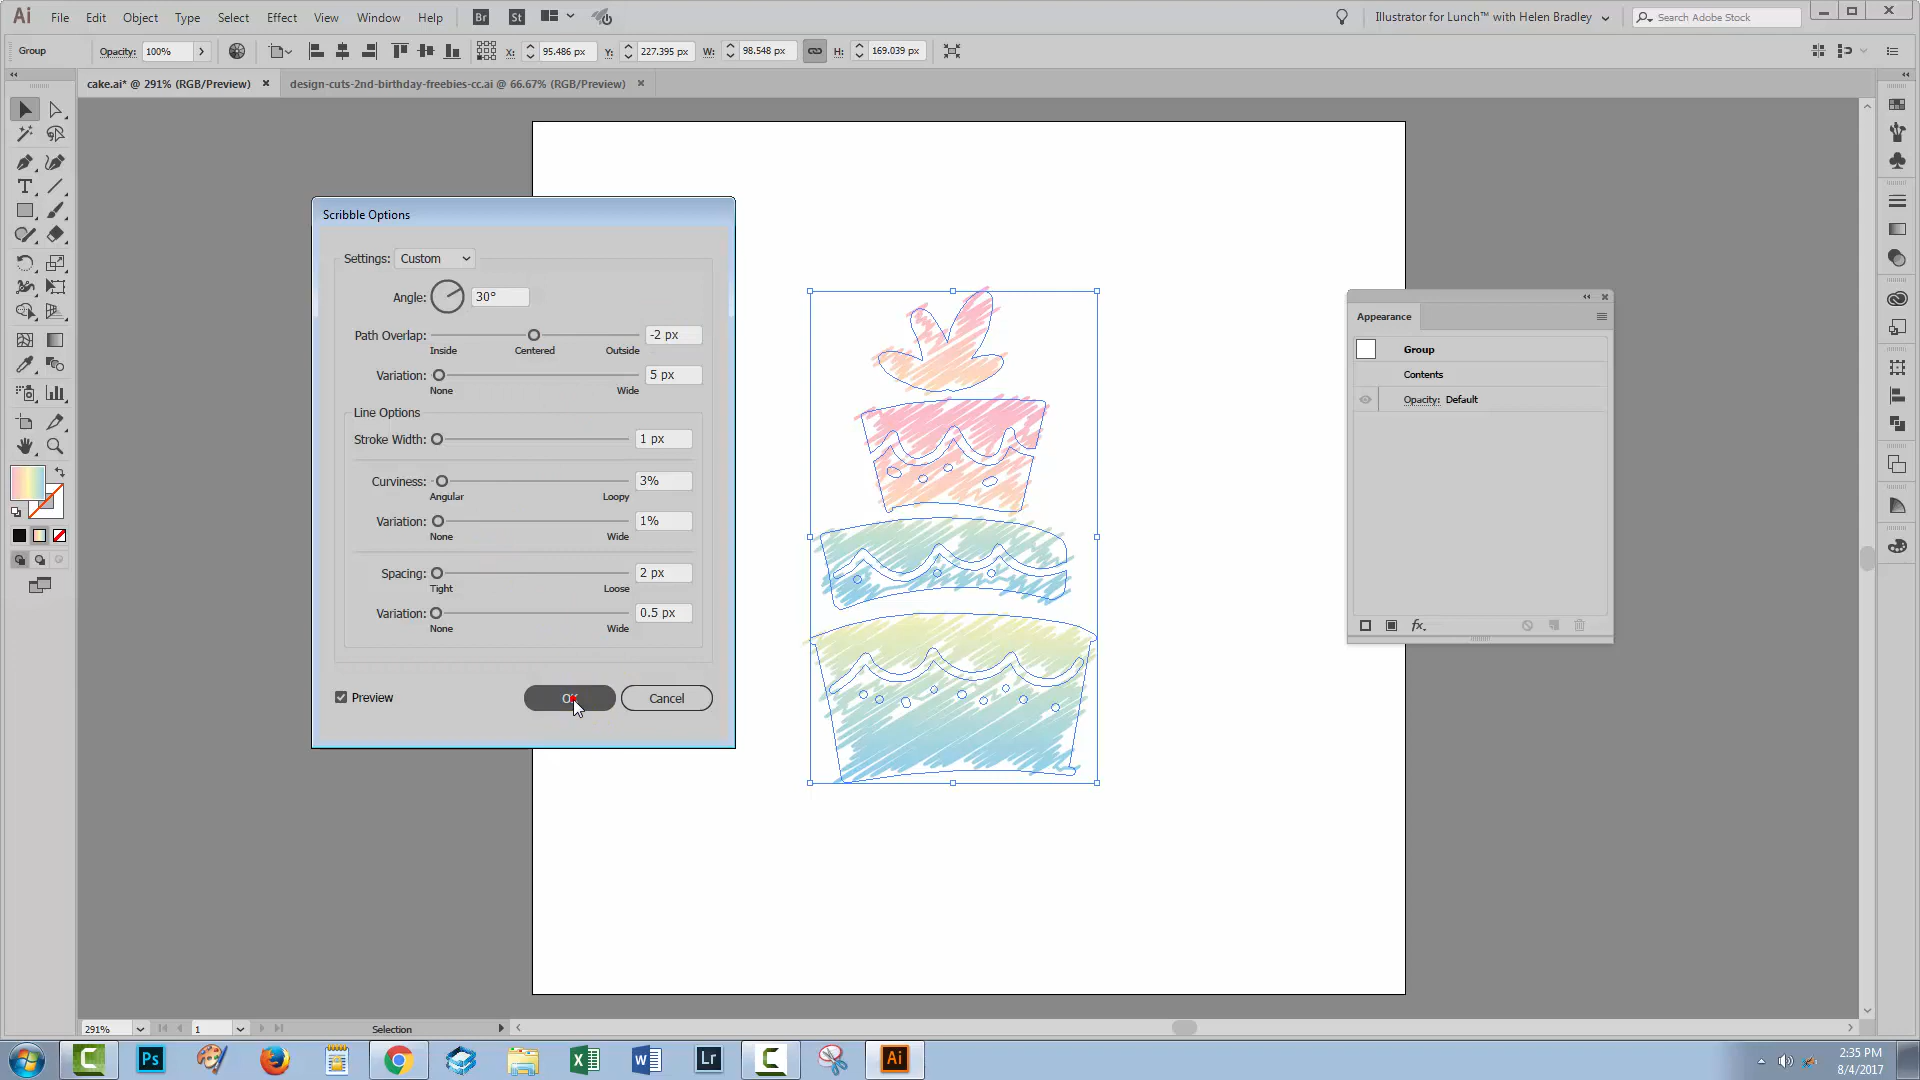 Ai File Edit Object Type Select Effect View Window Help Br St Illustrator for Lunch™ with Helen Bradley Search Adobe Stock
Group Opacity: 100% X: 95.486 px Y: 227.395 px W: 98.548 px H: 169.039 px
cake.ai* @ 291% (RGB/Preview) × design-cuts-2nd-birthday-freebies-cc.ai @ 66.67% (RGB/Preview) ×
Scribble Options
Settings: Custom
Angle: 30°
Path Overlap: -2 px
Inside Centered Outside
Variation: 5 px
None Wide
Line Options
Stroke Width: 1 px
Curviness: 3%
Angular Loopy
Variation: 1%
None Wide
Spacing: 2 px
Tight Loose
Variation: 0.5 px
None Wide
Preview OK Cancel
Appearance
Group
Contents
Opacity: Default
fx.
291% 1 Selection
Ps Lr Ai
2:35 PM
8/4/2017